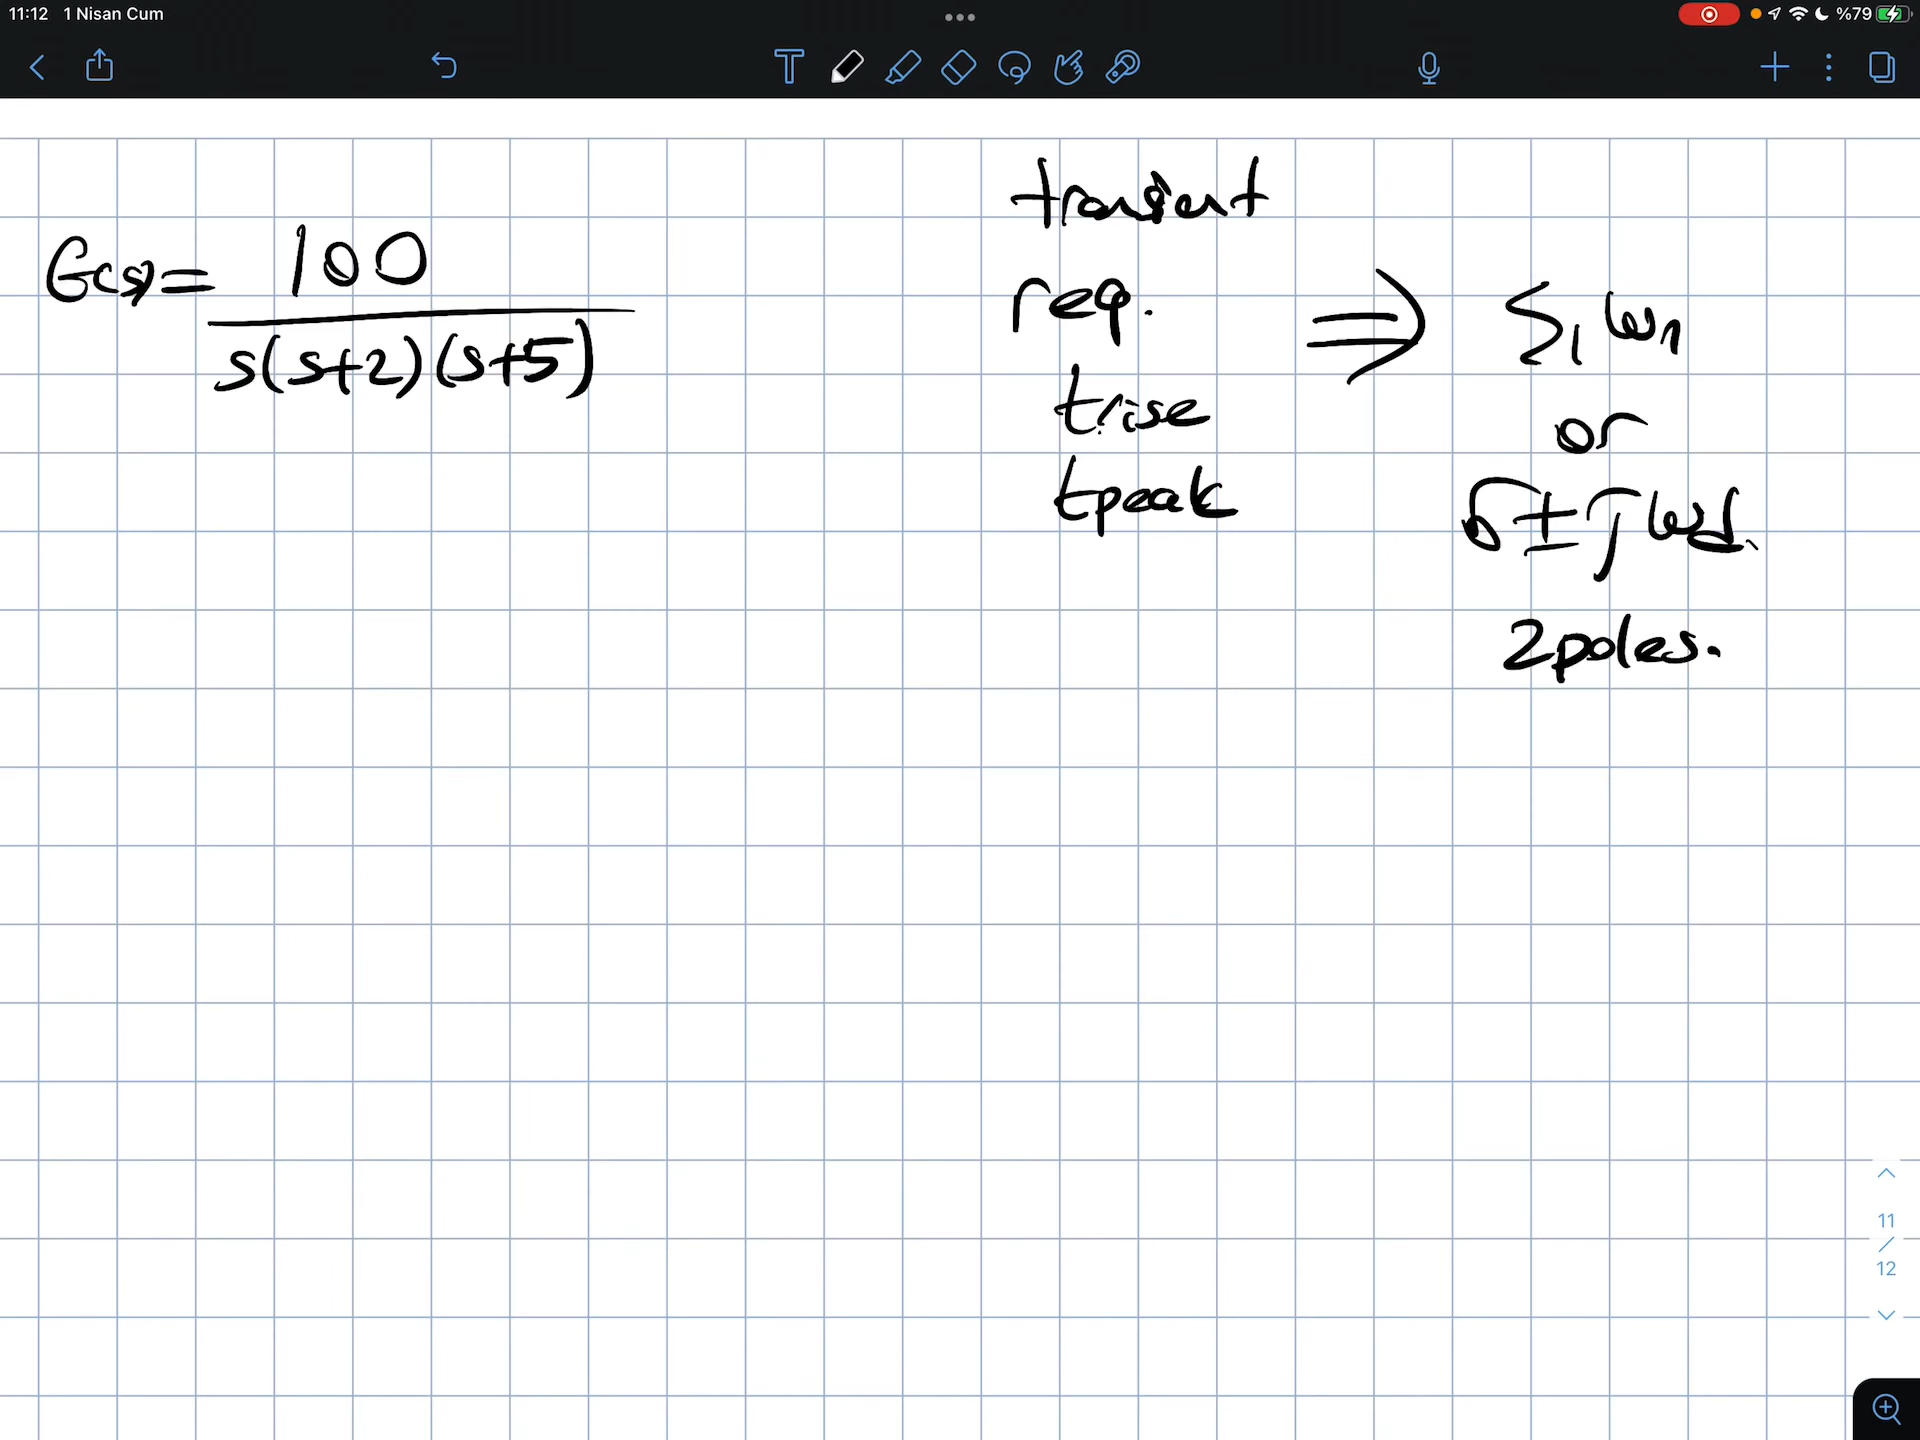 11:12 1 Nisan Cum
%79
G(s) = 100
s(s+2)(s+5)
transient
req.
trise
tpeak
⇒
ζ, ωn
or
σ ± jωd.
2poles.
11
/
12